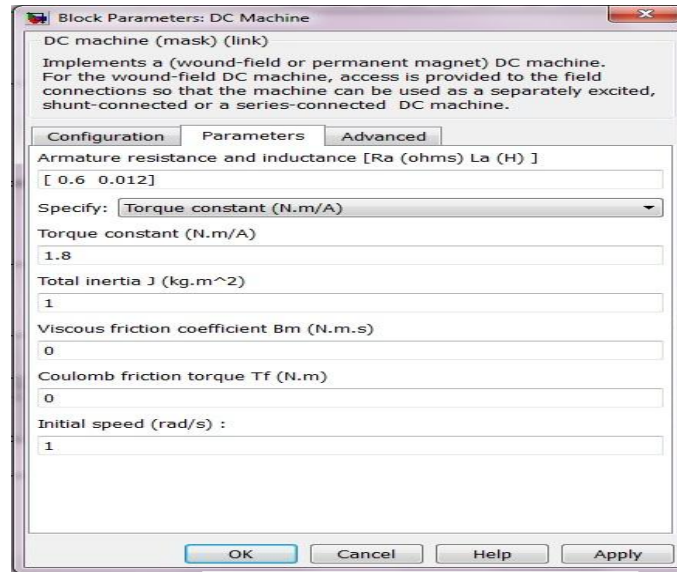 Block Parameters: DC Machine
DC machine (mask) (link)
Implements a (wound-field or permanent magnet) DC machine.
For the wound-field DC machine, access is provided to the field
connections so that the machine can be used as a separately excited,
shunt-connected or a series-connected DC machine.
Configuration Parameters Advanced
Armature resistance and inductance [Ra (ohms) La (H) ]
[ 0.6 0.012]
Specify: Torque constant (N.m/A)
Torque constant (N.m/A)
1.8
Total inertia J (kg.m^2)
1
Viscous friction coefficient Bm (N.m.s)
0
Coulomb friction torque Tf (N.m)
0
Initial speed (rad/s) :
1
OK Cancel Help Apply